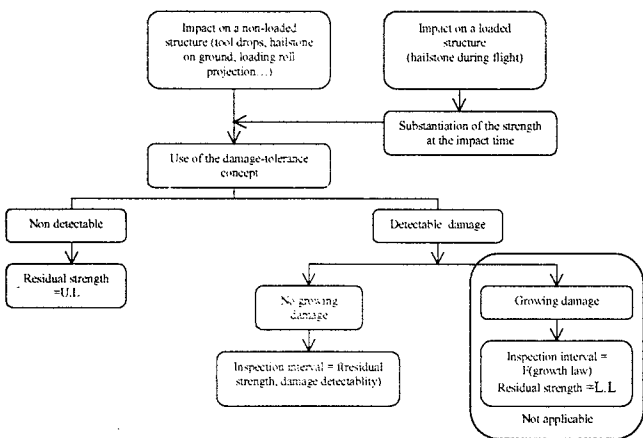 Impact on a non-loaded
structure (tool drops, hailstone
on ground, loading roll
projection…)
Impact on a loaded
structure
(hailstone during flight)
Substantiation of the strength
at the impact time
Use of the damage-tolerance
concept
Non detectable
Detectable damage
Residual strength
=U.L
No growing
damage
Growing damage
Inspection interval = f(residual
strength, damage detectablity)
Inspection interval =
F(growth law)
Residual strength =L.L
Not applicable